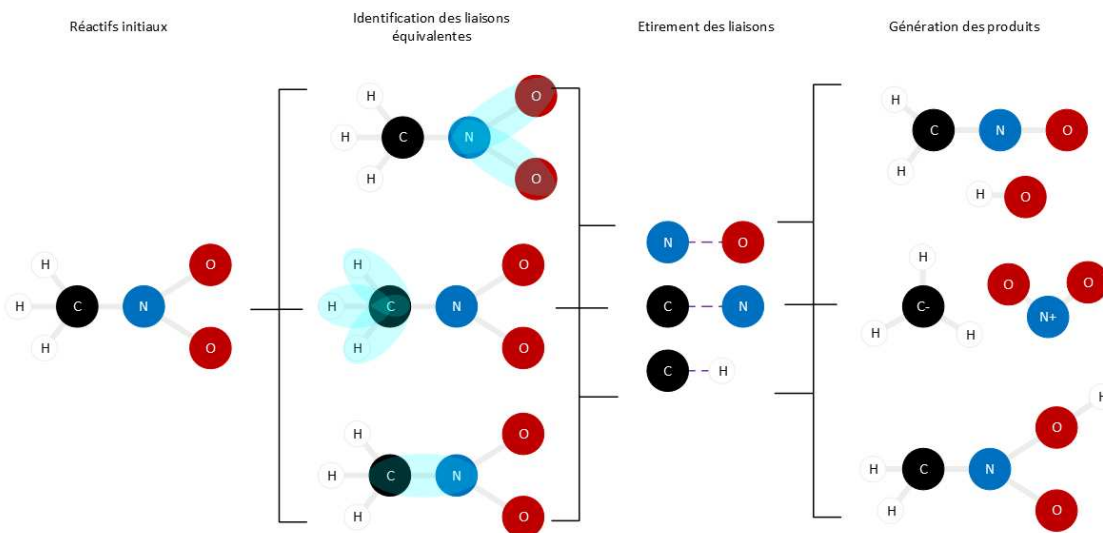 Réactifs initiaux
Identification des liaisons
équivalentes
Etirement des liaisons
Génération des produits
H
H
H
C
N
O
O
H
H
H
C
N
O
O
H
H
H
C
N
O
O
H
H
H
C
N
O
O
N
O
C
N
C
H
H
H
C
N
O
H
O
H
C-
H
H
O
O
N+
H
O
H
C
N
H
O